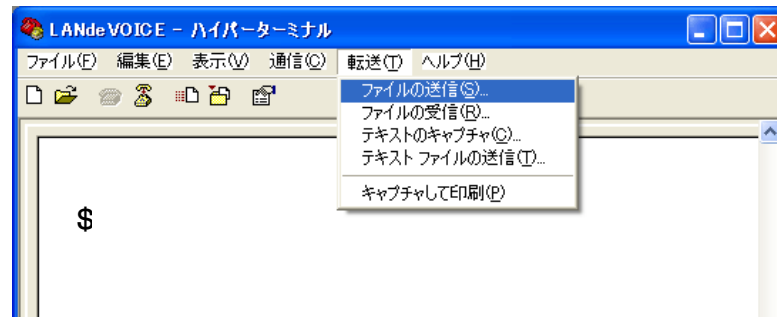 LANdeVOICE - ハイパーターミナル
ファイル(F) 編集(E) 表示(V) 通信(C) 転送(T) ヘルプ(H)
ファイルの送信(S)...
ファイルの受信(R)...
テキストのキャプチャ(C)...
テキスト ファイルの送信(T)...
キャプチャして印刷(P)
$